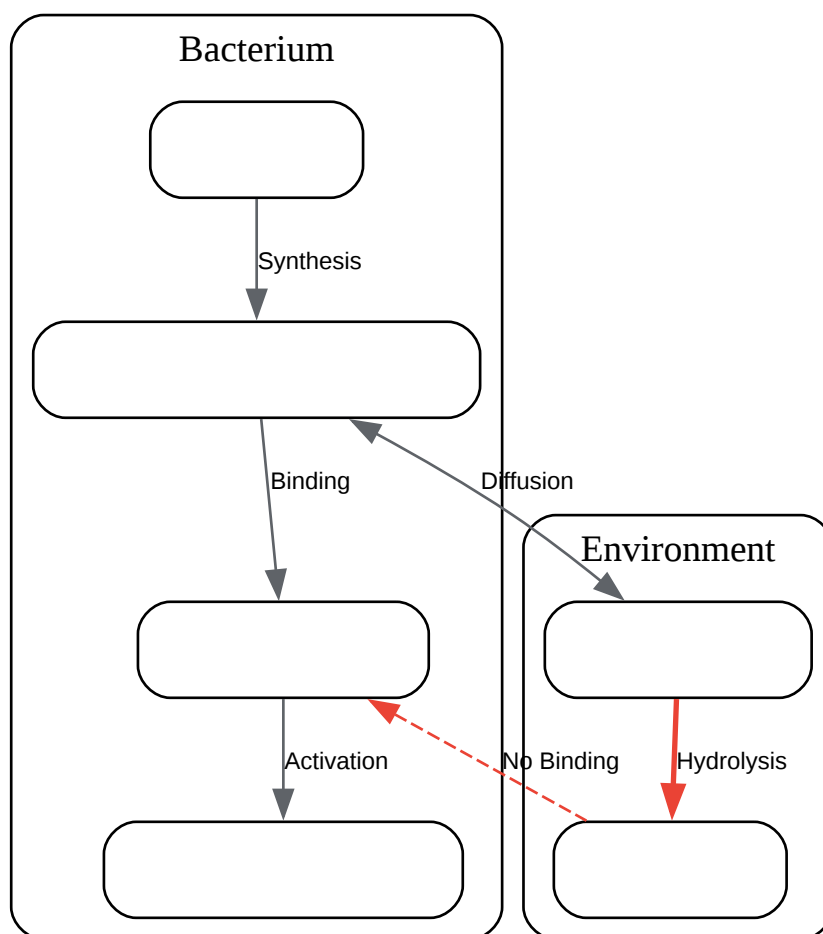 Bacterium
Synthesis
Binding
Diffusion
Environment
Activation
No Binding
Hydrolysis